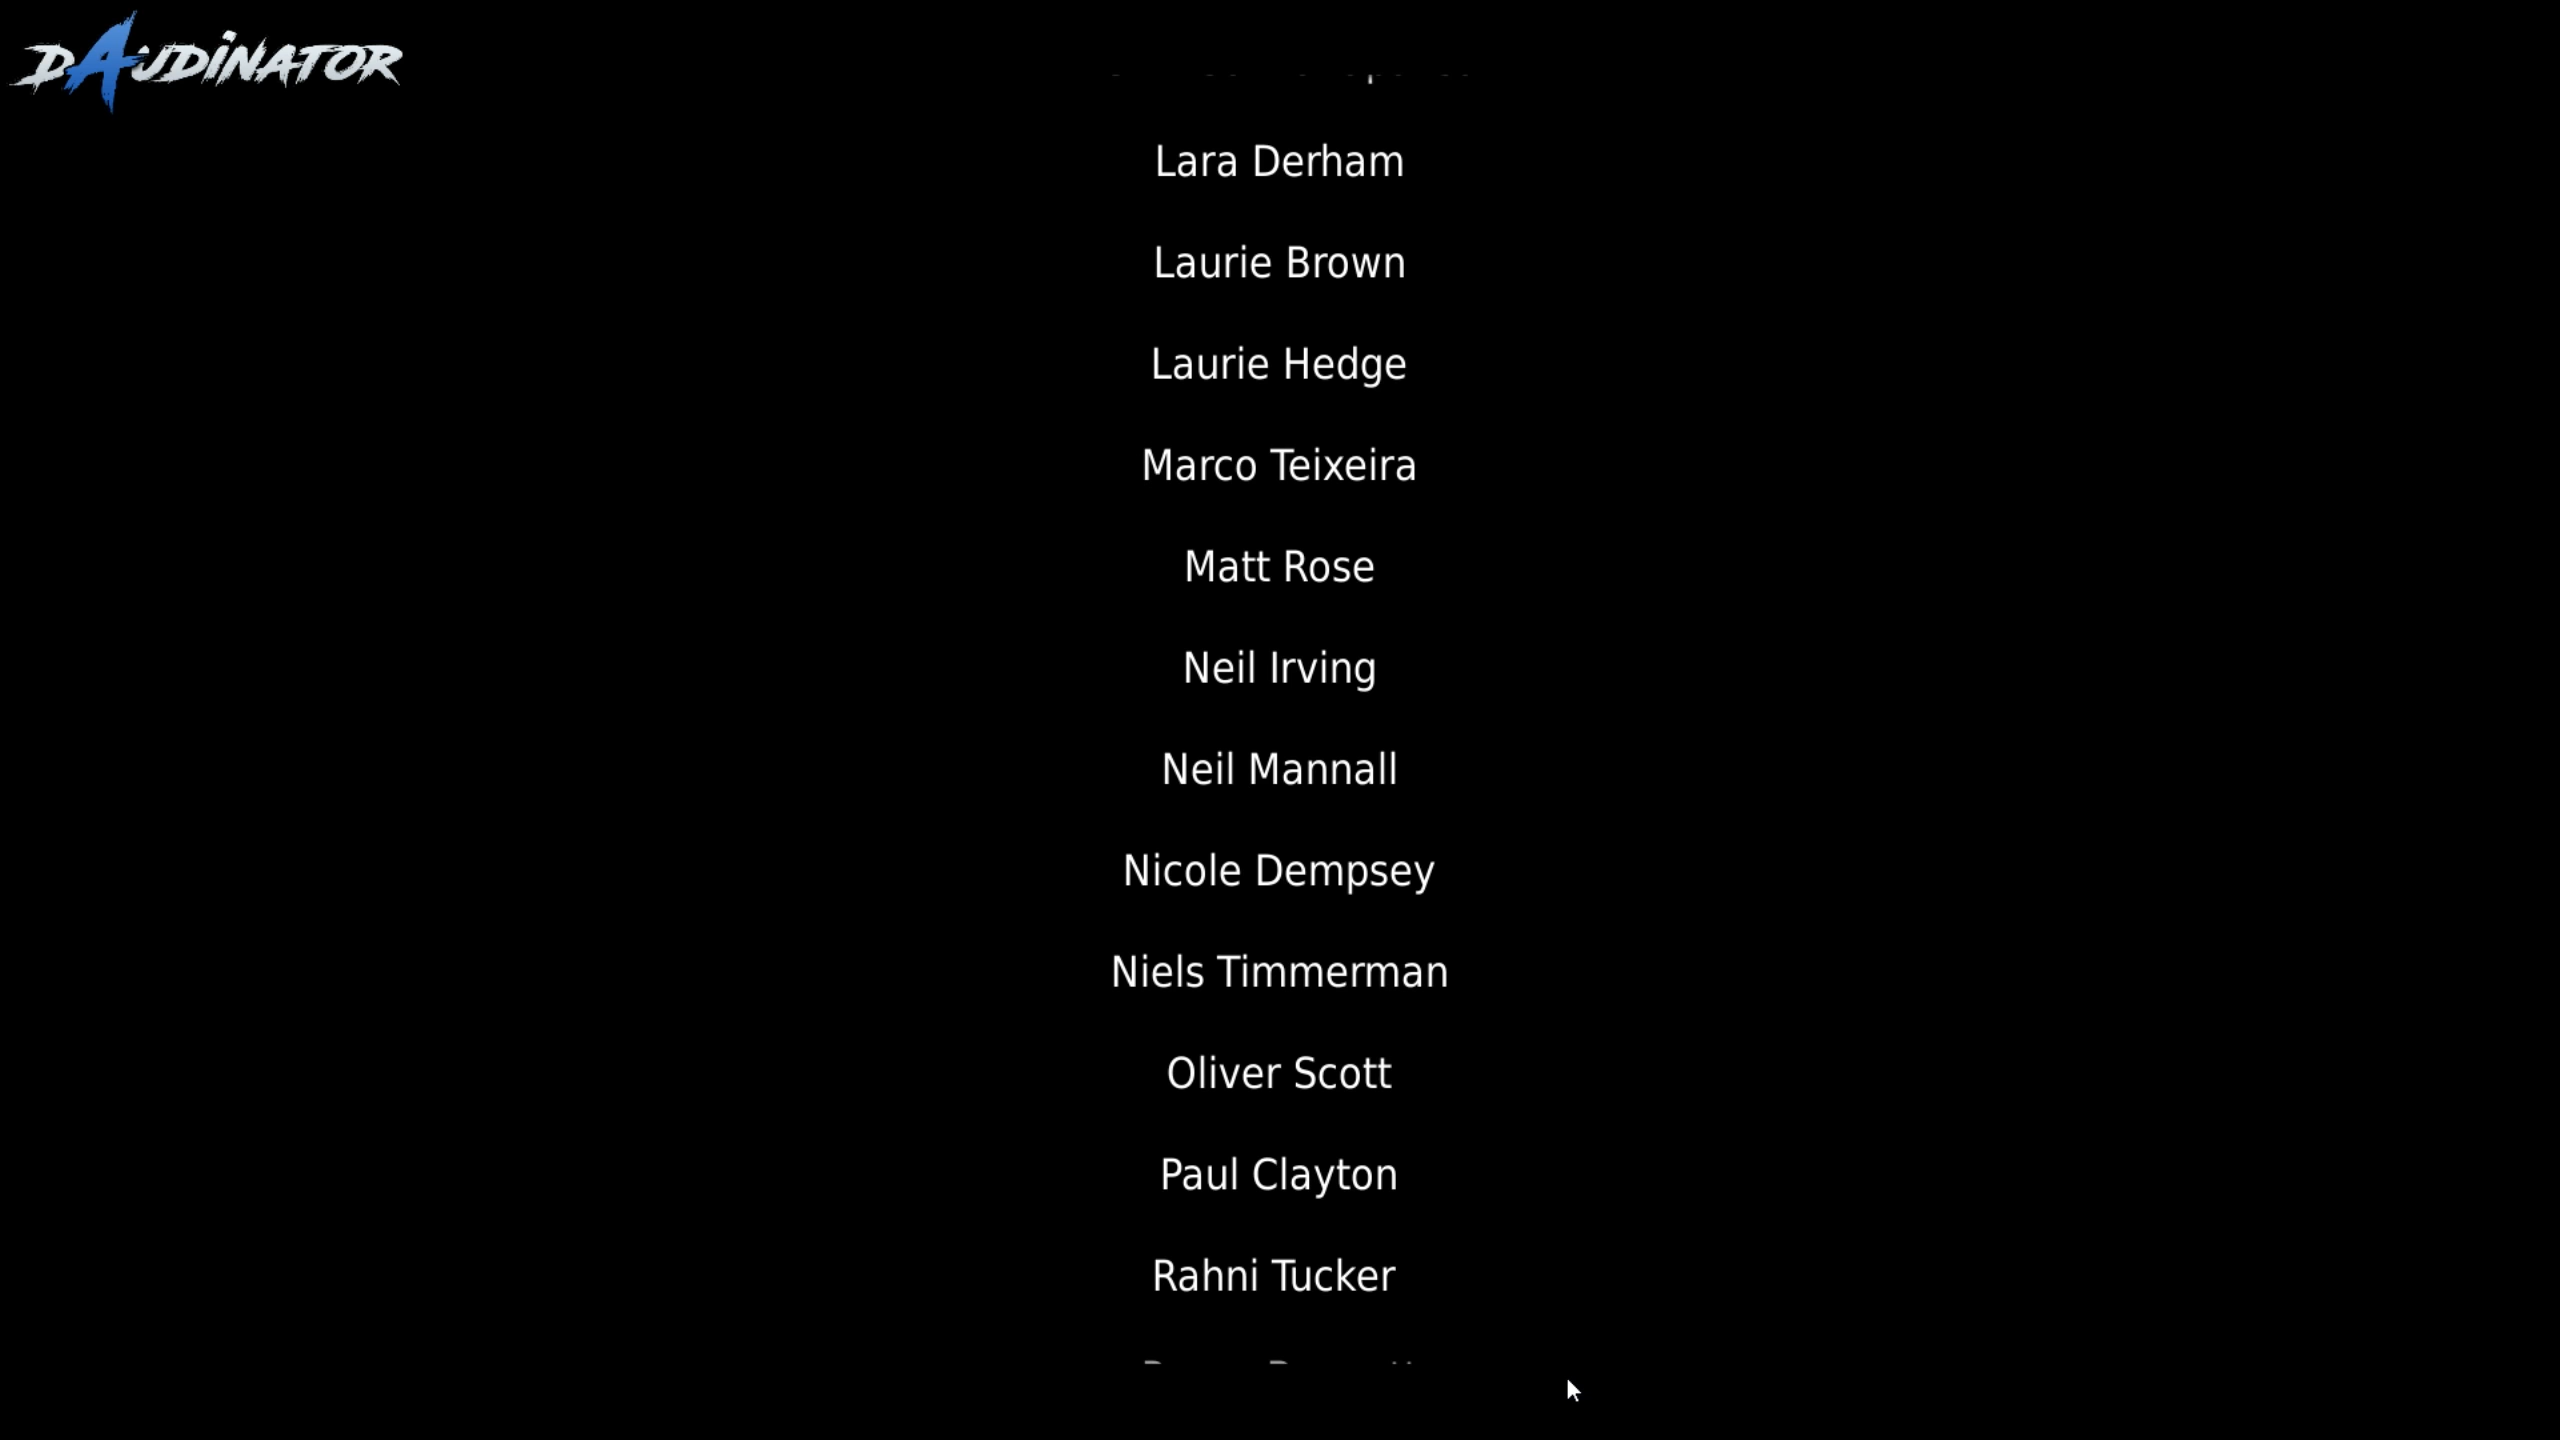 DAUDINATOR
Lara Derham
Laurie Brown
Laurie Hedge
Marco Teixeira
Matt Rose
Neil Irving
Neil Mannall
Nicole Dempsey
Niels Timmerman
Oliver Scott
Paul Clayton
Rahni Tucker